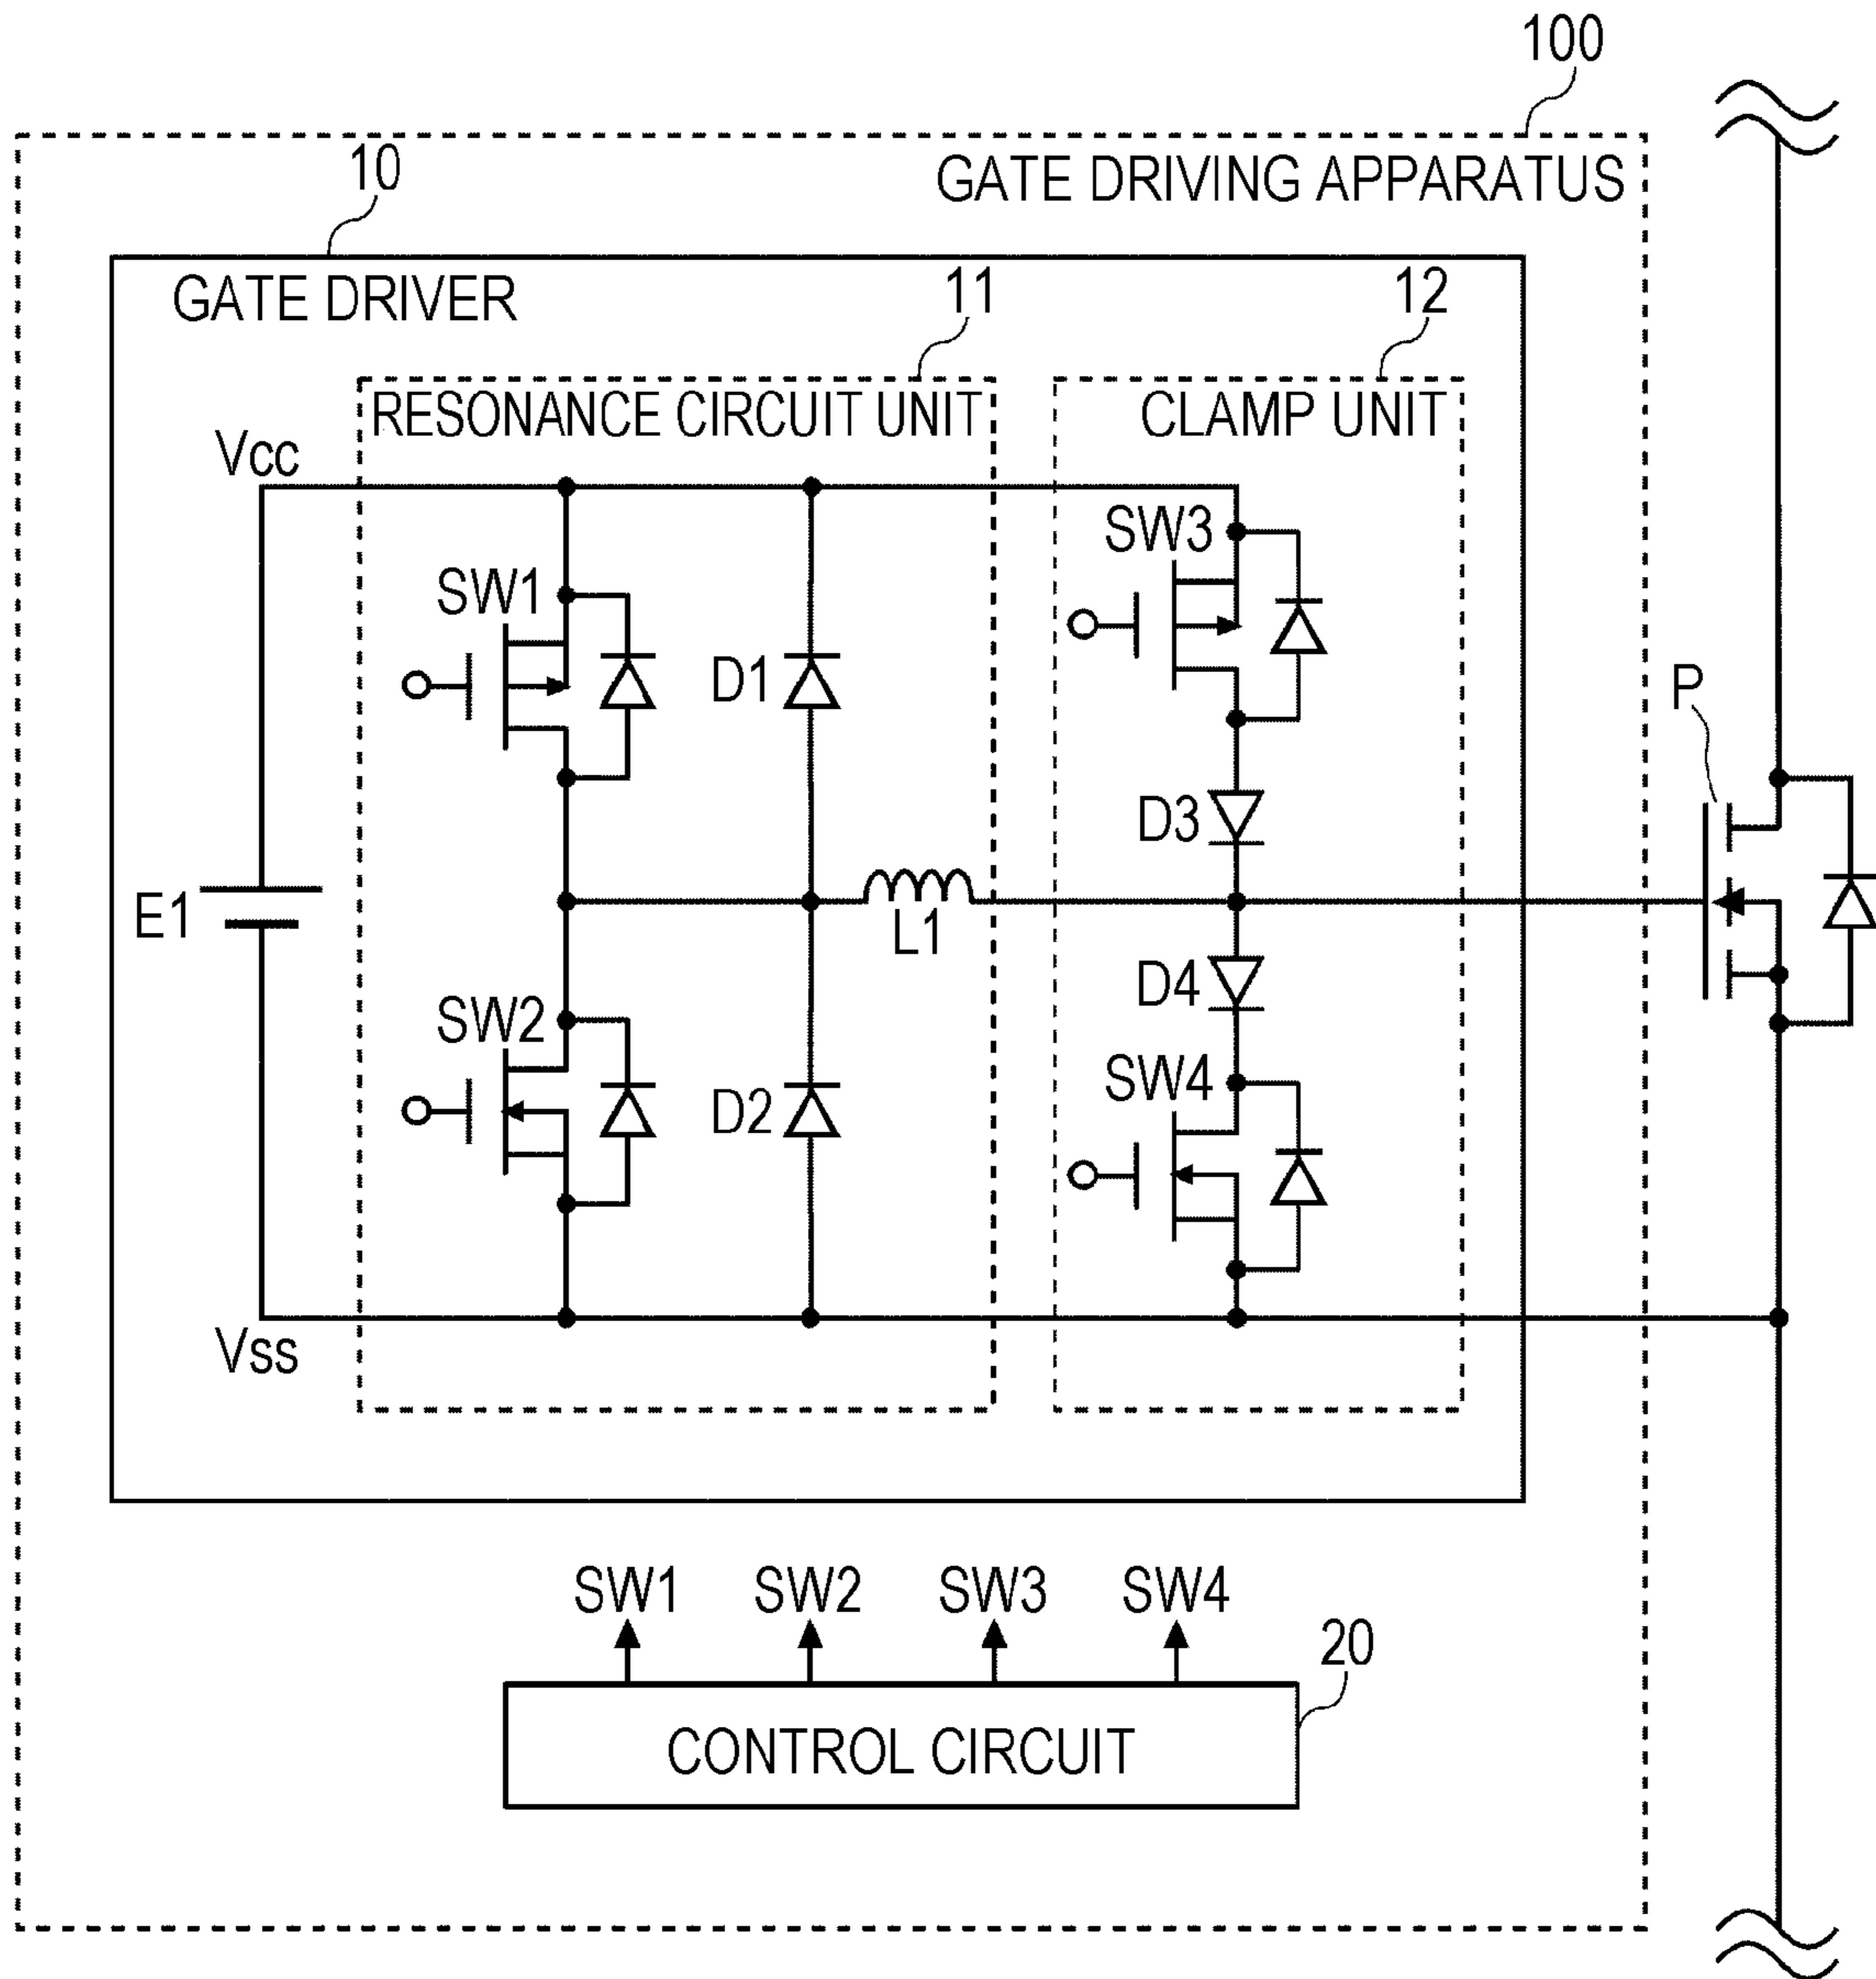 100
10
GATE DRIVING APPARATUS
GATE DRIVER
11
12
RESONANCE CIRCUIT UNIT
CLAMP UNIT
Vcc
SW3
SW1
D1
P
D3
E1
L1
D4
SW2
SW4
D2
Vss
SW1 SW2 SW3 SW4
20
CONTROL CIRCUIT